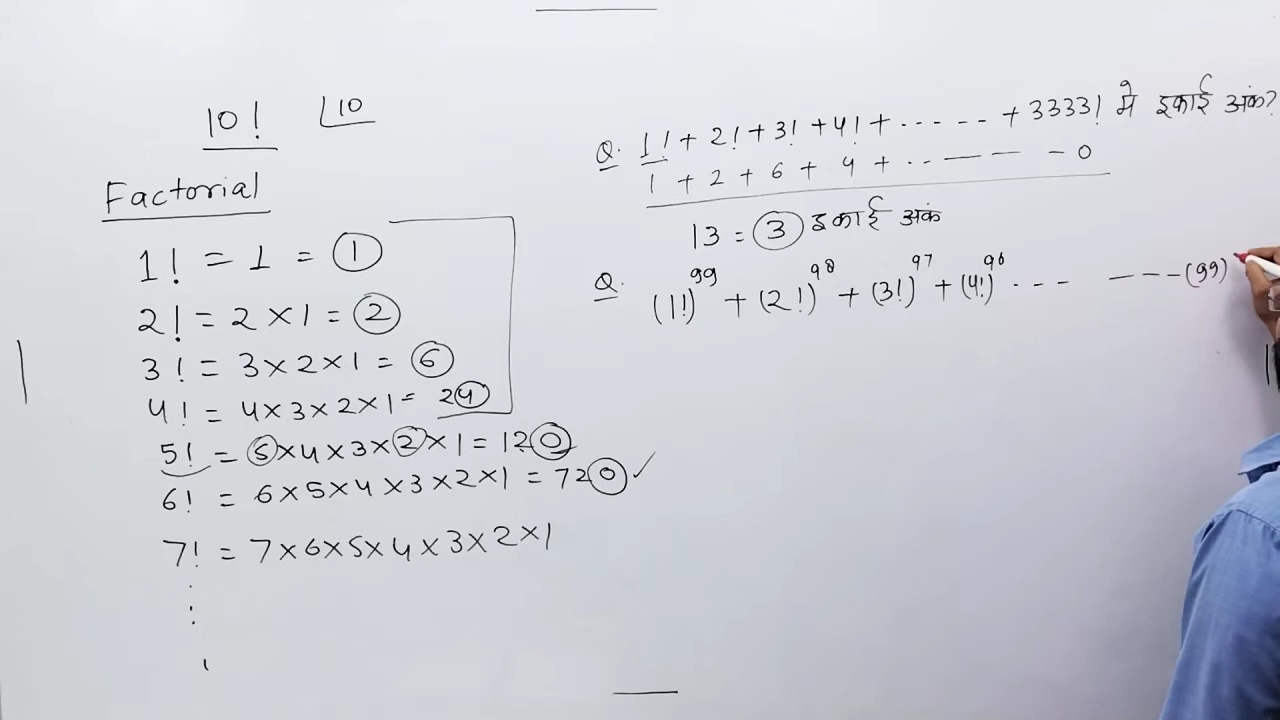 10! ⌊10
Factorial
1! = 1 = 1
2! = 2×1 = 2
3! = 3×2×1 = 6
4! = 4×3×2×1 = 24
5! = 5×4×3×2×1 = 120
6! = 6×5×4×3×2×1 = 720 ✓
7! = 7×6×5×4×3×2×1
Q. 1! + 2! + 3! + 4! + ------ + 3333! मे इकाई अंक?
1 + 2 + 6 + 4 + ------ 0
13 = 3 इकाई अंक
Q. (1!)^99 + (2!)^98 + (3!)^97 + (4!)^96 --- ---(99)